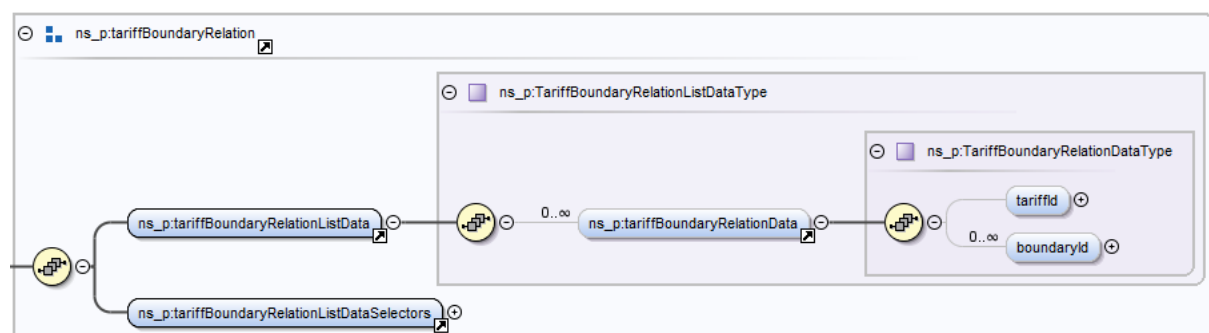 ns_p:tariffBoundaryRelation
ns_p:TariffBoundaryRelationListDataType
ns_p:TariffBoundaryRelationDataType
ns_p:tariffBoundaryRelationListData
0..∞
ns_p:tariffBoundaryRelationData
tariffId
0..∞
boundaryId
ns_p:tariffBoundaryRelationListDataSelectors